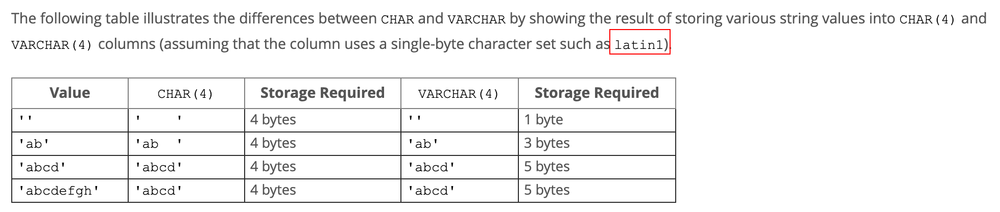 The following table illustrates the differences between CHAR and VARCHAR by showing the result of storing various string values into CHAR(4) and
VARCHAR(4) columns (assuming that the column uses a single-byte character set such as latin1).
Value CHAR(4) Storage Required VARCHAR(4) Storage Required
'' '    ' 4 bytes '' 1 byte
'ab' 'ab  ' 4 bytes 'ab' 3 bytes
'abcd' 'abcd' 4 bytes 'abcd' 5 bytes
'abcdefgh' 'abcd' 4 bytes 'abcd' 5 bytes